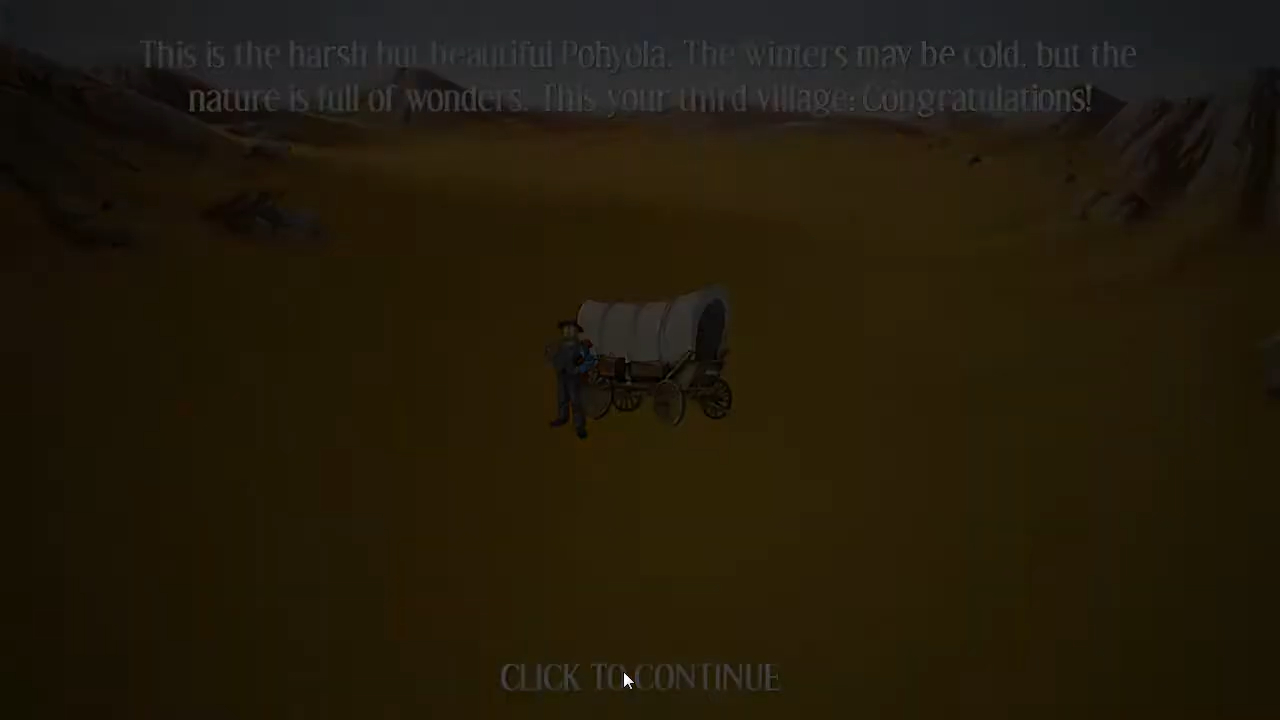 This is the harsh but beautiful Pohyola. The winters may be cold, but the
nature is full of wonders. This your third village: Congratulations!
CLICK TO CONTINUE